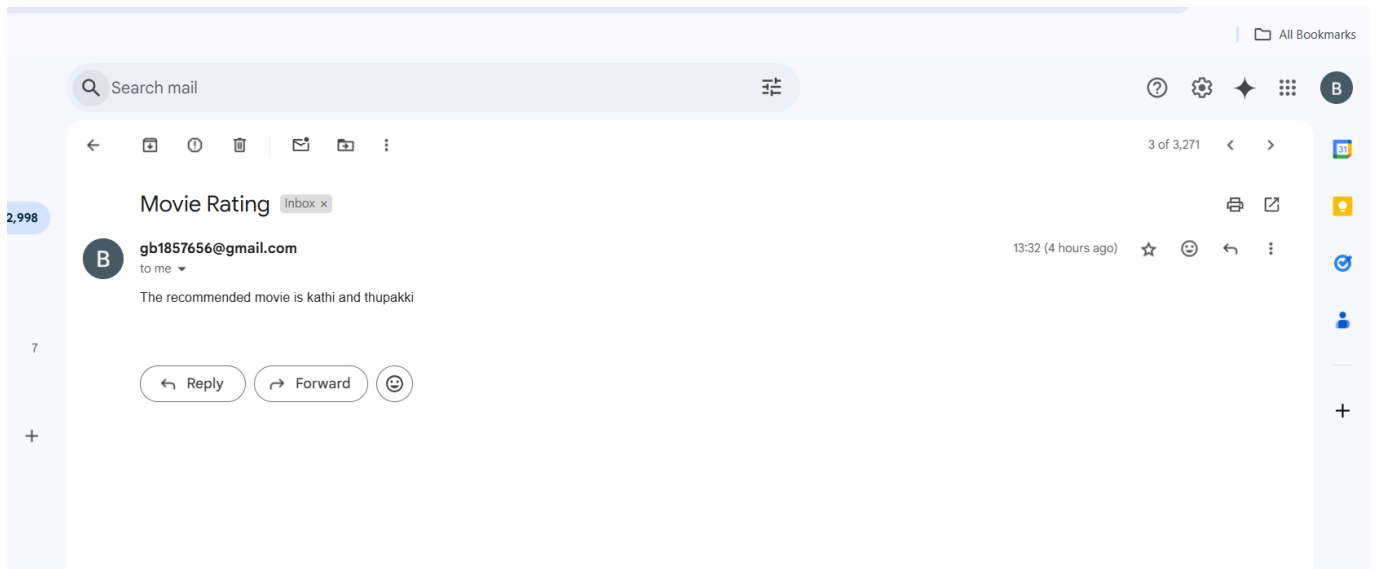 All Bookmarks
Search mail
B
3 of 3,271
31
Movie Rating Inbox ×
2,998
B
gb1857656@gmail.com
13:32 (4 hours ago)
to me
The recommended movie is kathi and thupakki
7
Reply
Forward